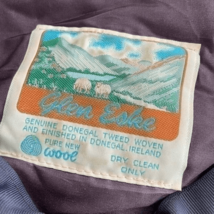 Glen Eske
GENUINE DONEGAL TWEED WOVEN
AND FINISHED IN DONEGAL, IRELAND
PURE NEW
wool
DRY CLEAN
ONLY